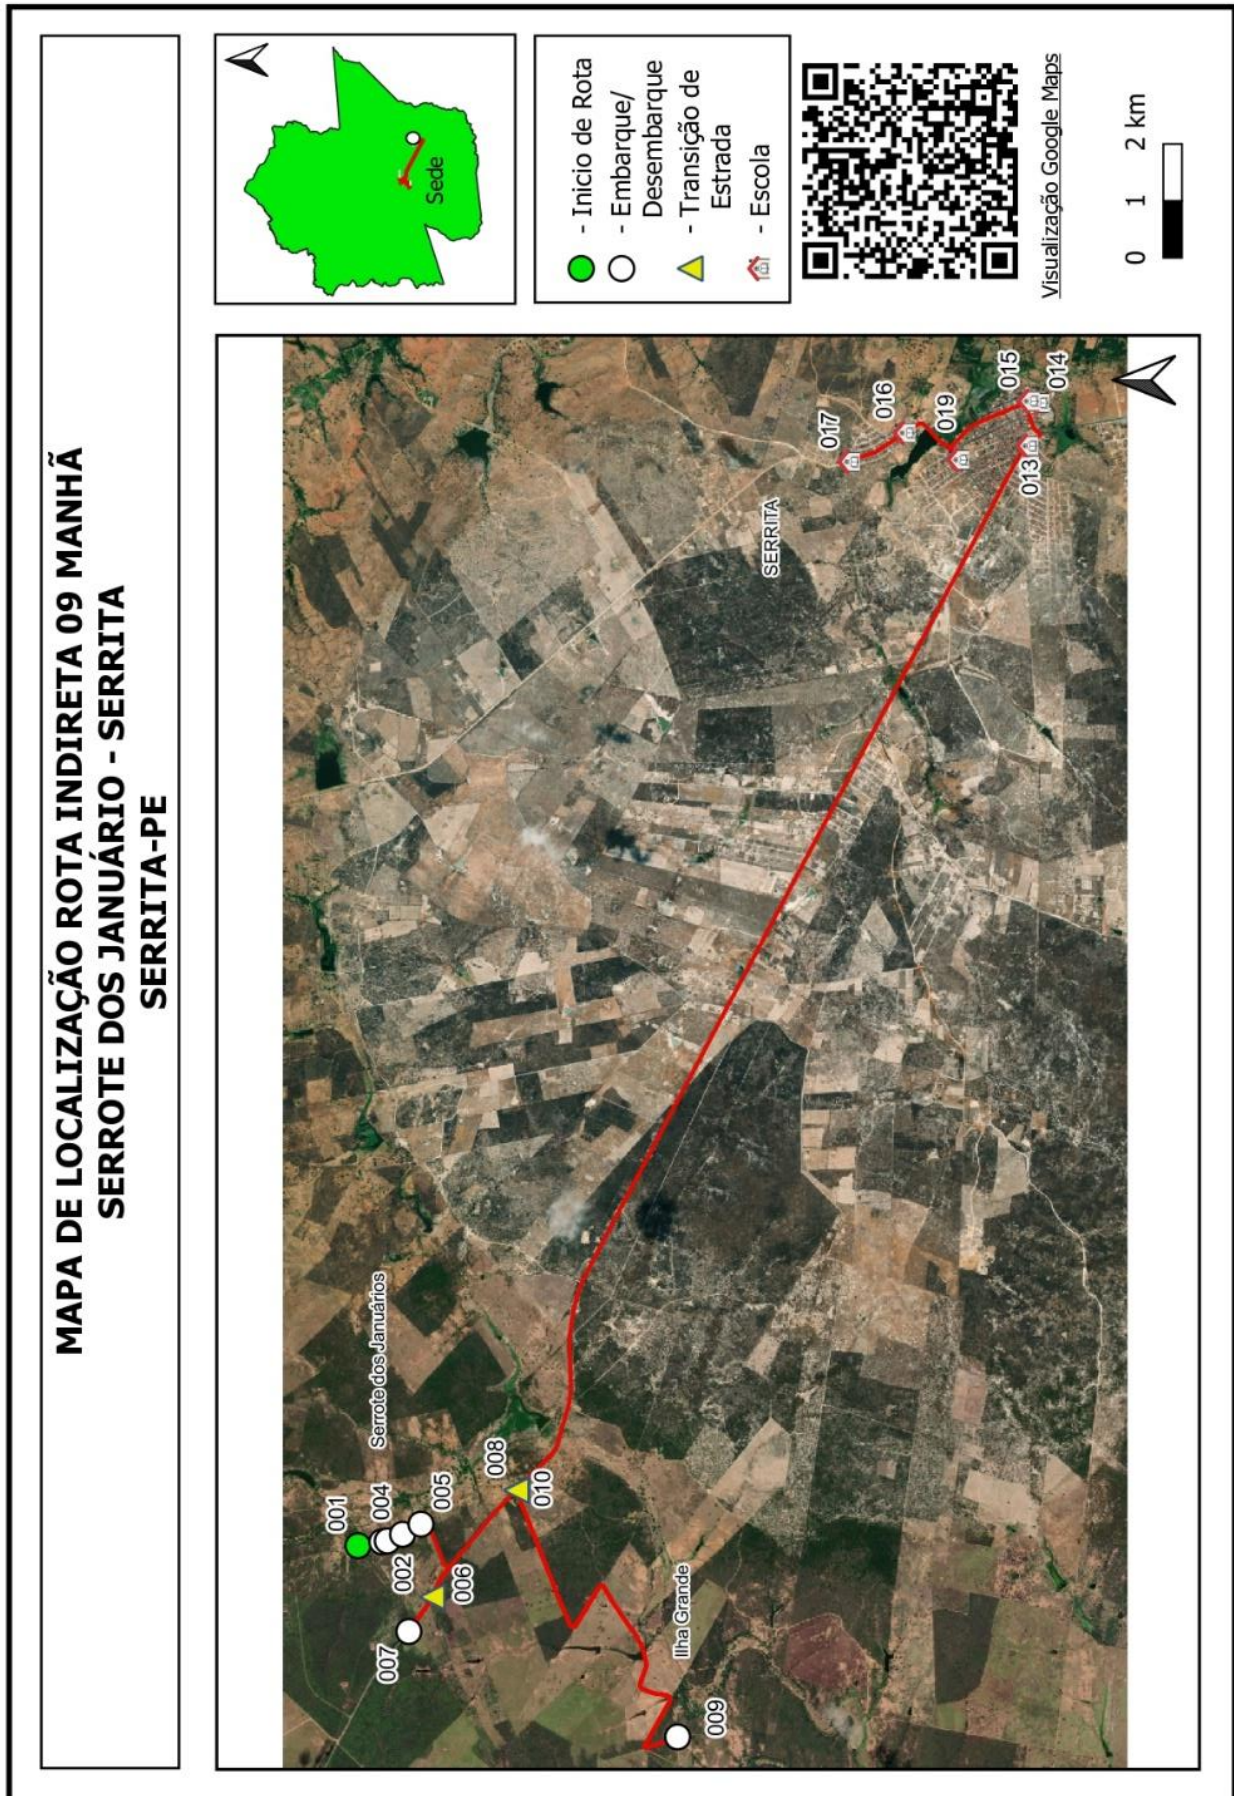 MAPA DE LOCALIZAÇÃO ROTA INDIRETA 09 MANHÃ
SERROTE DOS JANUÁRIO - SERRITA
SERRITA-PE
Sede
- Inicio de Rota
- Embarque/
Desembarque
- Transição de
Estrada
- Escola
Visualização Google Maps
0 1 2 km
001
004
002
005
006
007
008
010
009
Serrote dos Januários
Ilha Grande
SERRITA
017
016
019
015
014
013